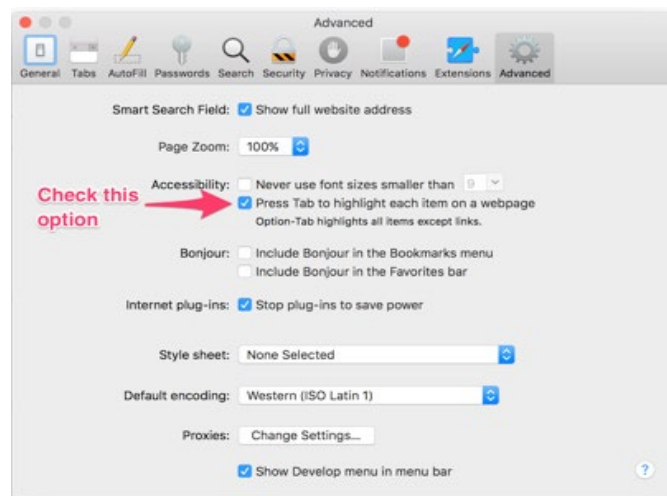 Advanced
General Tabs AutoFill Passwords Search Security Privacy Notifications Extensions Advanced
Smart Search Field: Show full website address
Page Zoom: 100%
Accessibility: Never use font sizes smaller than 9
Check this option
Press Tab to highlight each item on a webpage
Option-Tab highlights all items except links.
Bonjour: Include Bonjour in the Bookmarks menu
Include Bonjour in the Favorites bar
Internet plug-ins: Stop plug-ins to save power
Style sheet: None Selected
Default encoding: Western (ISO Latin 1)
Proxies: Change Settings...
Show Develop menu in menu bar
?